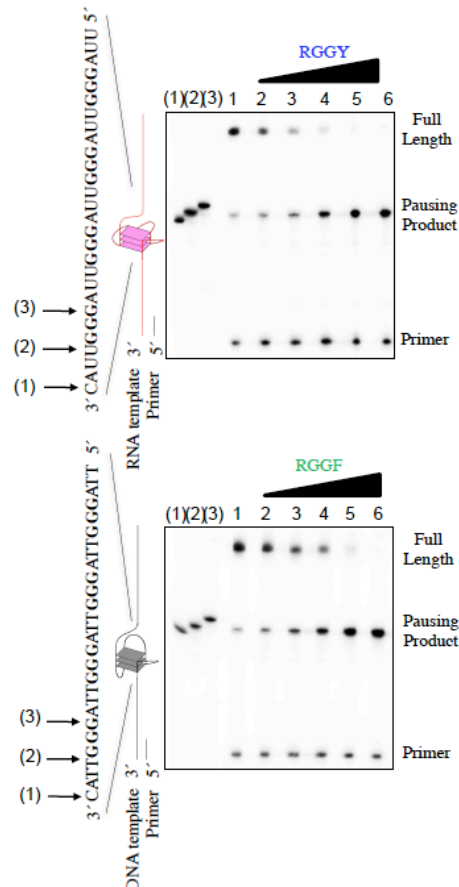 RGGY
(1)(2)(3) 1 2 3 4 5 6
Full Length
Pausing Product
Primer
3´ CAUUGGGAUUGGGAUUGGGAUUGGGAUU 5´
(3)
(2)
(1)
RNA template 3´
Primer 5´
RGGF
(1)(2)(3) 1 2 3 4 5 6
Full Length
Pausing Product
Primer
3´ CATTGGGATTGGGATTGGGATTGGGATT 5´
(3)
(2)
(1)
DNA template 3´
Primer 5´